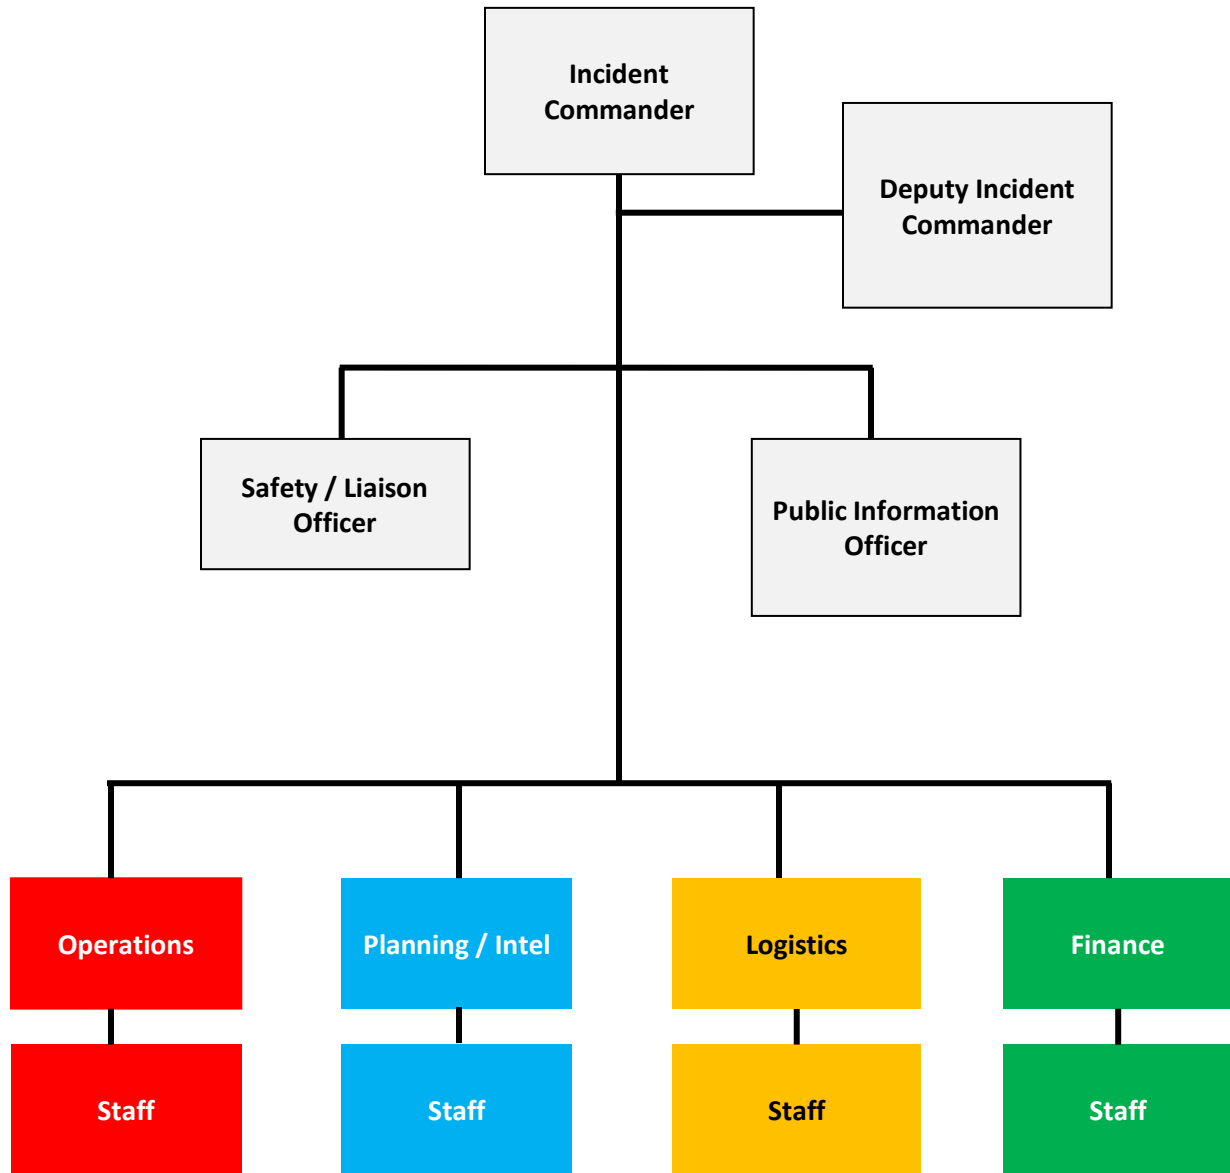 Incident
Commander
Deputy Incident
Commander
Safety / Liaison
Officer
Public Information
Officer
Operations
Planning / Intel
Logistics
Finance
Staff
Staff
Staff
Staff